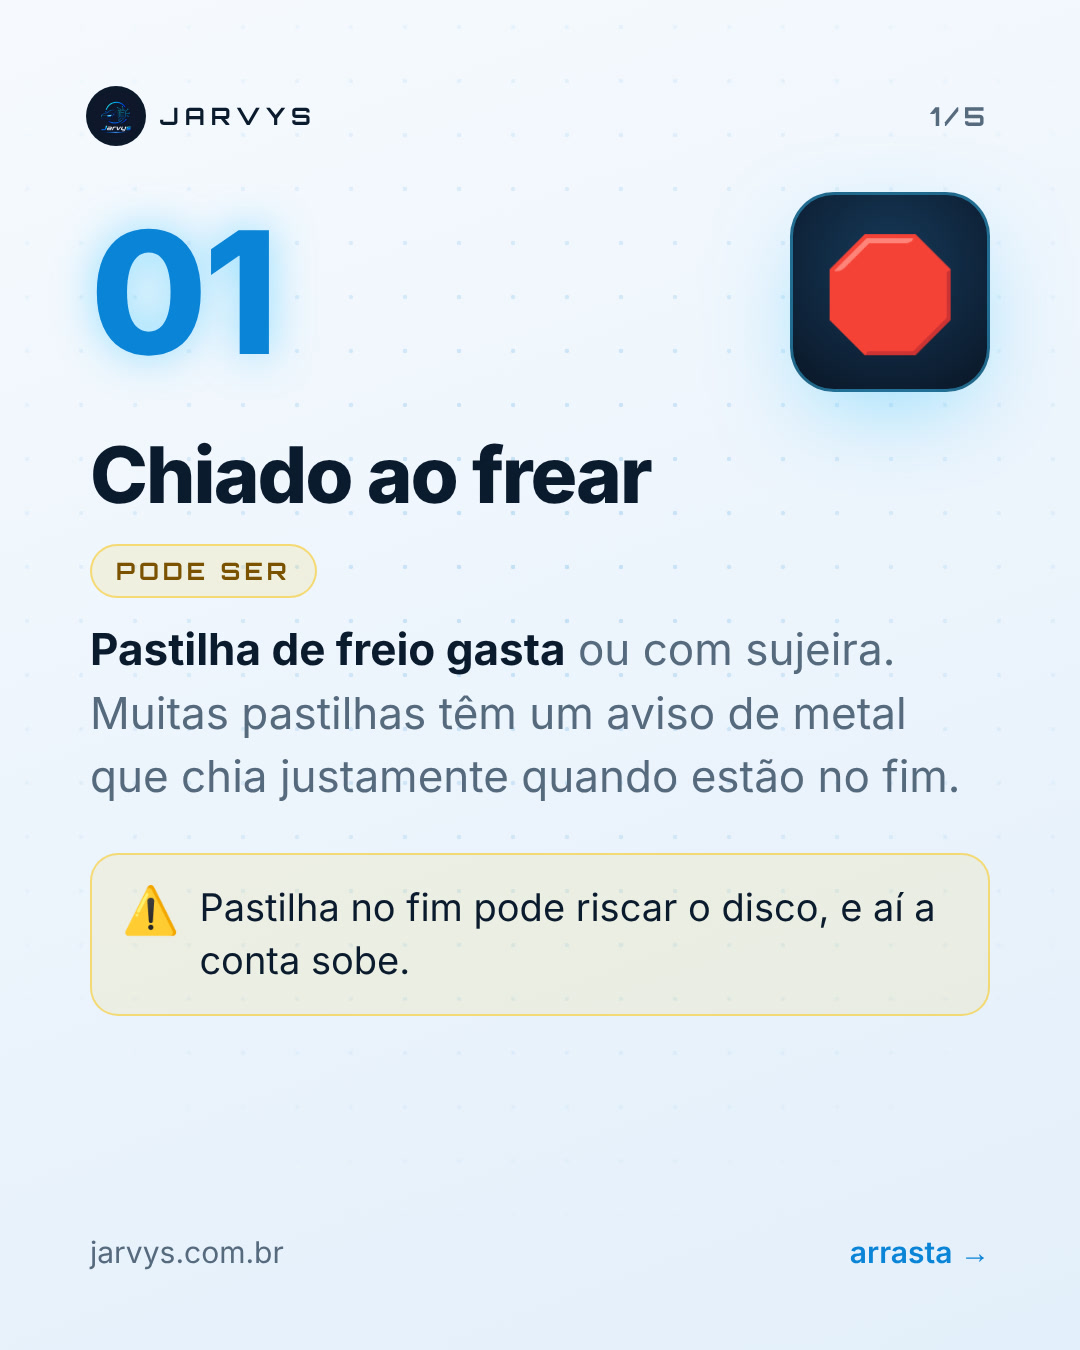 Jarvys
JARVYS
1/5
01
Chiado ao frear
PODE SER
Pastilha de freio gasta ou com sujeira.
Muitas pastilhas têm um aviso de metal
que chia justamente quando estão no fim.
Pastilha no fim pode riscar o disco, e aí a
conta sobe.
jarvys.com.br
arrasta →